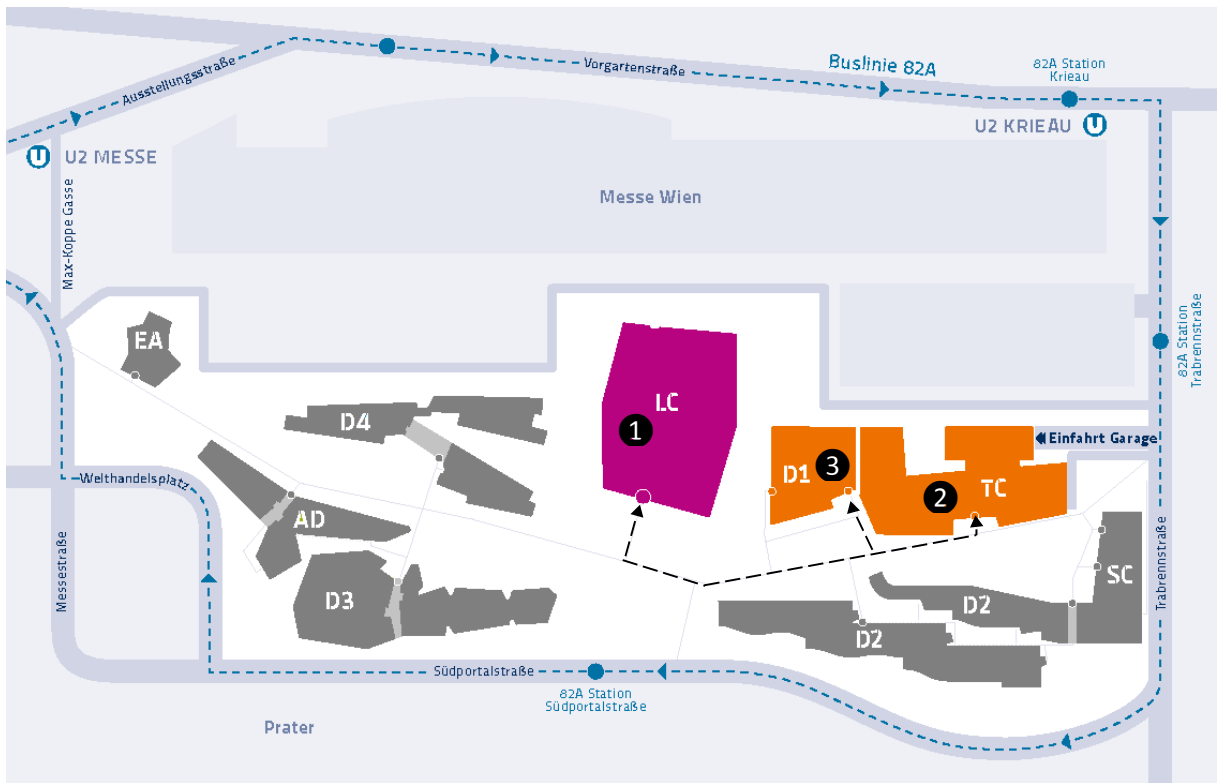 Ausstellungsstraße
Vorgartenstraße
Buslinie 82A
82A Station
Krieau
U2 KRIEAU U
U U2 MESSE
Max-Koppe Gasse
Messe Wien
82A Station
Trabrennstraße
EA
D4
LC
1
Einfahrt Garage
D1
3
2
TC
Welthandelsplatz
AD
Messestraße
D3
D2
D2
SC
Trabrennstraße
Südportalstraße
82A Station
Südportalstraße
Prater